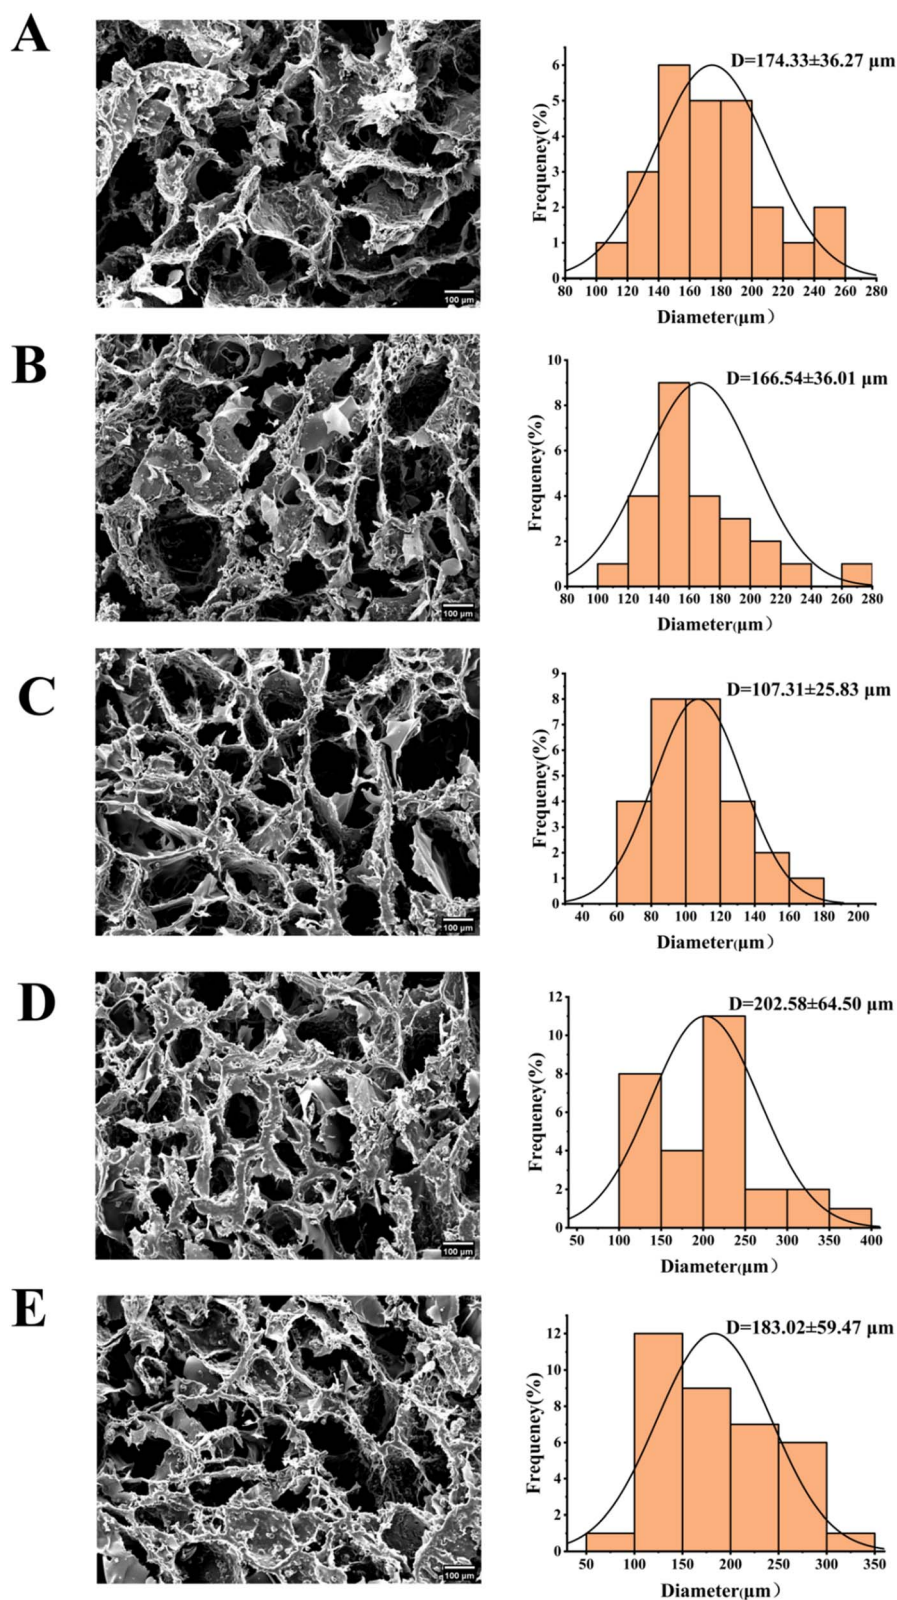 A
100 μm
D=174.33±36.27 μm
Frequency(%)
6
5
4
3
2
1
0
80 100 120 140 160 180 200 220 240 260 280
Diameter(μm)
B
100 μm
D=166.54±36.01 μm
Frequency(%)
10
8
6
4
2
0
80 100 120 140 160 180 200 220 240 260 280
Diameter(μm)
C
100 μm
D=107.31±25.83 μm
Frequency(%)
9
8
7
6
5
4
3
2
1
0
40 60 80 100 120 140 160 180 200
Diameter(μm)
D
100 μm
D=202.58±64.50 μm
Frequency(%)
12
10
8
6
4
2
0
50 100 150 200 250 300 350 400
Diameter(μm)
E
100 μm
D=183.02±59.47 μm
Frequency(%)
12
10
8
6
4
2
0
50 100 150 200 250 300 350
Diameter(μm)